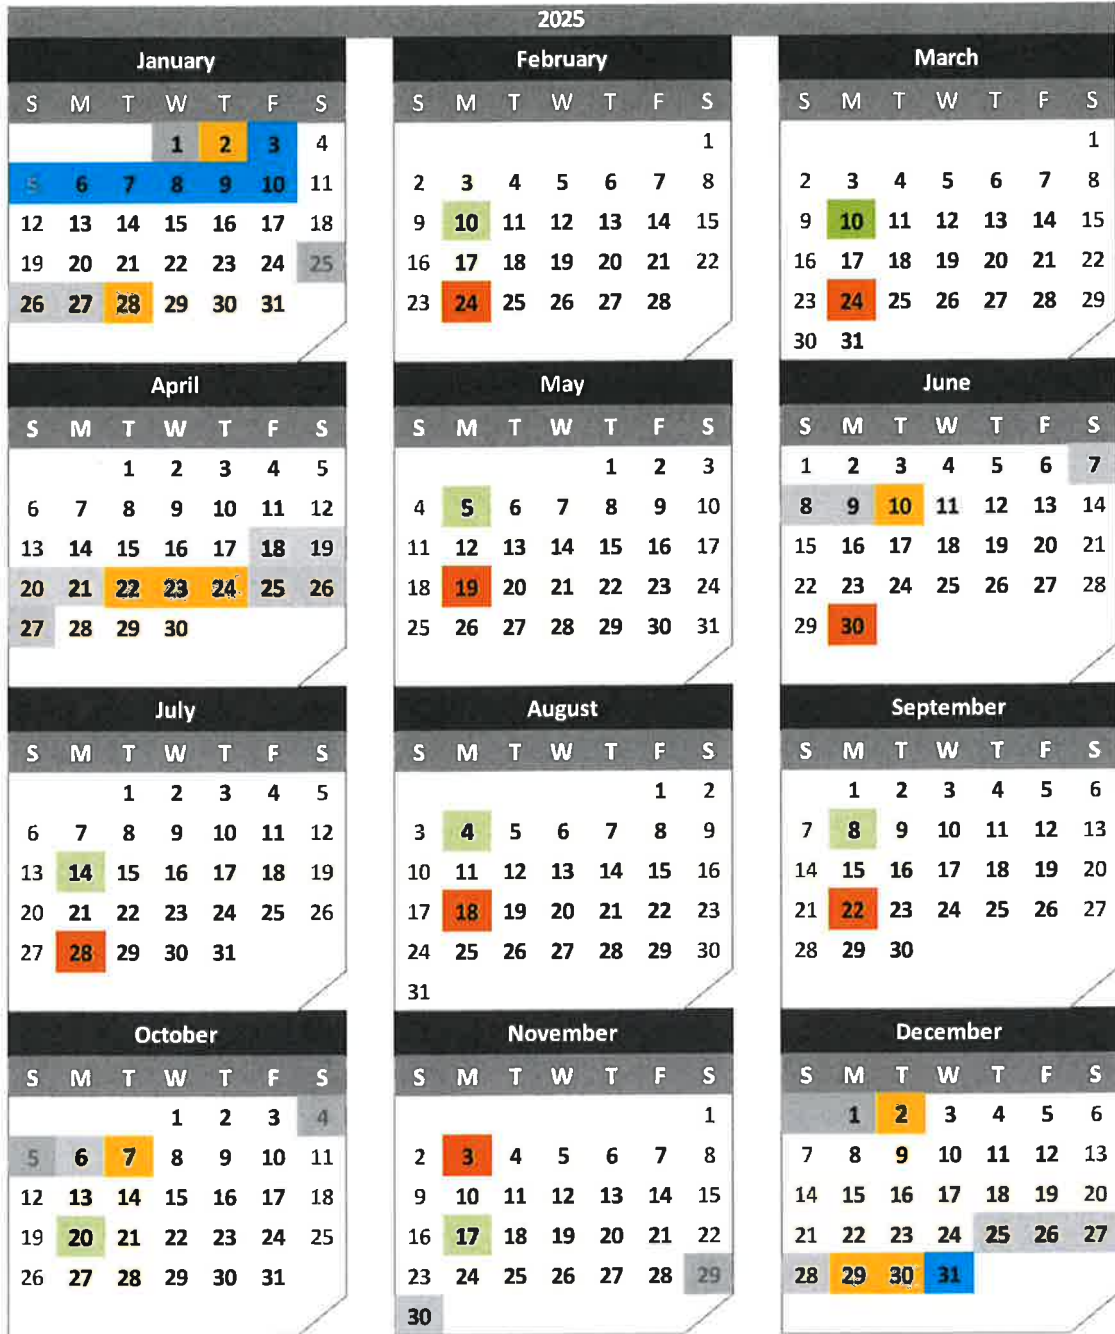 2025
January February March
S M T W T F S S M T W T F S S M T W T F S
1 2 3 4 1 1
5 6 7 8 9 10 11 2 3 4 5 6 7 8 2 3 4 5 6 7 8
12 13 14 15 16 17 18 9 10 11 12 13 14 15 9 10 11 12 13 14 15
19 20 21 22 23 24 25 16 17 18 19 20 21 22 16 17 18 19 20 21 22
26 27 28 29 30 31 23 24 25 26 27 28 23 24 25 26 27 28 29
30 31
April May June
S M T W T F S S M T W T F S S M T W T F S
1 2 3 4 5 1 2 3 1 2 3 4 5 6 7
6 7 8 9 10 11 12 4 5 6 7 8 9 10 8 9 10 11 12 13 14
13 14 15 16 17 18 19 11 12 13 14 15 16 17 15 16 17 18 19 20 21
20 21 22 23 24 25 26 18 19 20 21 22 23 24 22 23 24 25 26 27 28
27 28 29 30 25 26 27 28 29 30 31 29 30
July August September
S M T W T F S S M T W T F S S M T W T F S
1 2 3 4 5 1 2 1 2 3 4 5 6
6 7 8 9 10 11 12 3 4 5 6 7 8 9 7 8 9 10 11 12 13
13 14 15 16 17 18 19 10 11 12 13 14 15 16 14 15 16 17 18 19 20
20 21 22 23 24 25 26 17 18 19 20 21 22 23 21 22 23 24 25 26 27
27 28 29 30 31 24 25 26 27 28 29 30 28 29 30
31
October November December
S M T W T F S S M T W T F S S M T W T F S
1 2 3 4 1 1 2 3 4 5 6
5 6 7 8 9 10 11 2 3 4 5 6 7 8 7 8 9 10 11 12 13
12 13 14 15 16 17 18 9 10 11 12 13 14 15 14 15 16 17 18 19 20
19 20 21 22 23 24 25 16 17 18 19 20 21 22 21 22 23 24 25 26 27
26 27 28 29 30 31 23 24 25 26 27 28 29 28 29 30 31
30